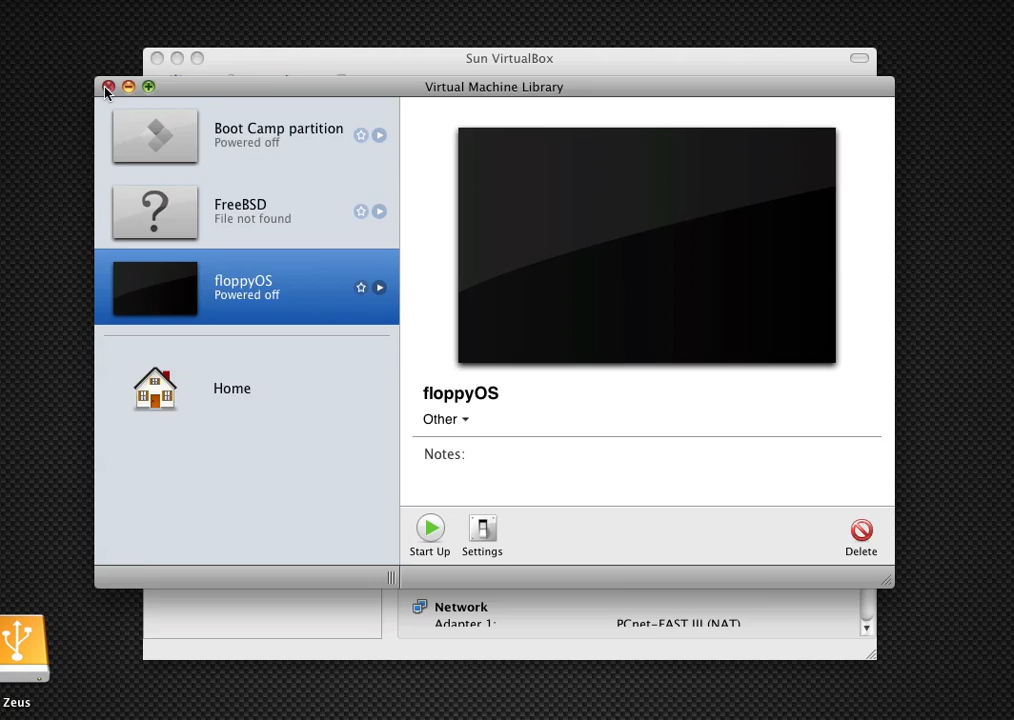 Sun VirtualBox
Virtual Machine Library
Boot Camp partition
Powered off
FreeBSD
File not found
floppyOS
Powered off
Home
floppyOS
Other
Notes:
Start Up
Settings
Delete
Network
Adapter 1: PCnet-FAST III (NAT)
Zeus